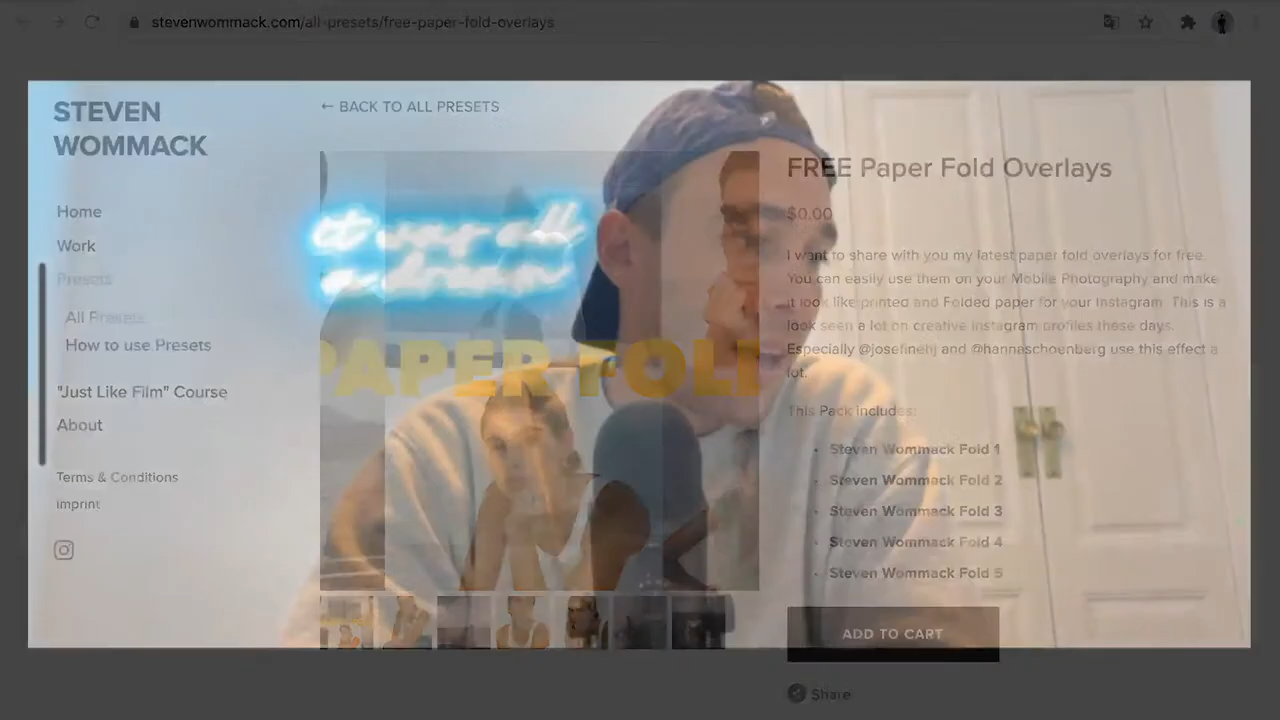 stevenwommack.com/all-presets/free-paper-fold-overlays
STEVEN
WOMMACK
← BACK TO ALL PRESETS
Home
Work
Presets
All Presets
How to use Presets
"Just Like Film" Course
About
Terms & Conditions
Imprint
it was all
a dream
PAPER FOL
FREE Paper Fold Overlays
$0.00
I want to share with you my latest paper fold overlays for free.
You can easily use them on your Mobile Photography and make
it look like printed and Folded paper for your Instagram. This is a
look seen a lot on creative Instagram profiles these days.
Especially @josefinehj and @hannaschoenberg use this effect a
lot.
This Pack includes:
Steven Wommack Fold 1
Steven Wommack Fold 2
Steven Wommack Fold 3
Steven Wommack Fold 4
Steven Wommack Fold 5
ADD TO CART
Share